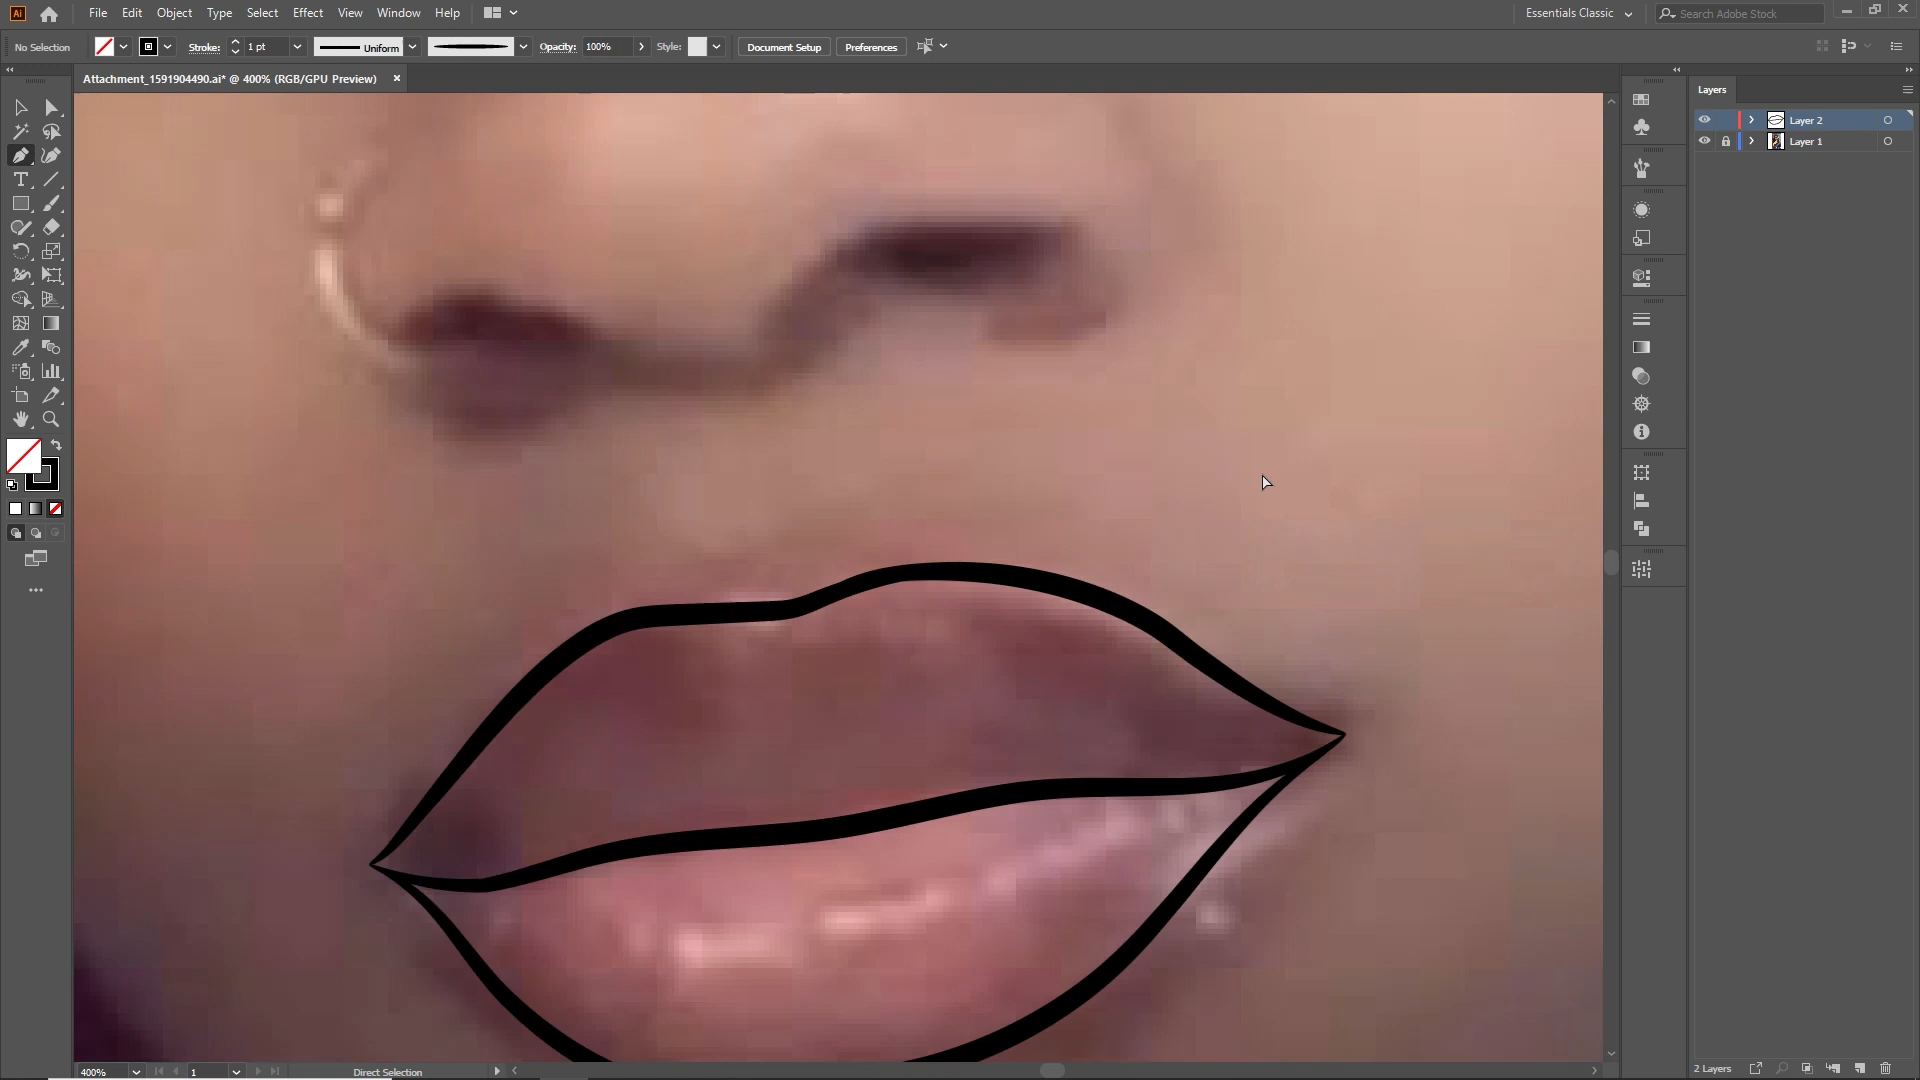 Ai File Edit Object Type Select Effect View Window Help Essentials Classic Search Adobe Stock
No Selection Stroke: 1 pt Uniform Opacity: 100% Style: Document Setup Preferences
Attachment_1591904490.ai* @ 400% (RGB/GPU Preview) ×
Layers
Layer 2
Layer 1
400% 1 Direct Selection 2 Layers